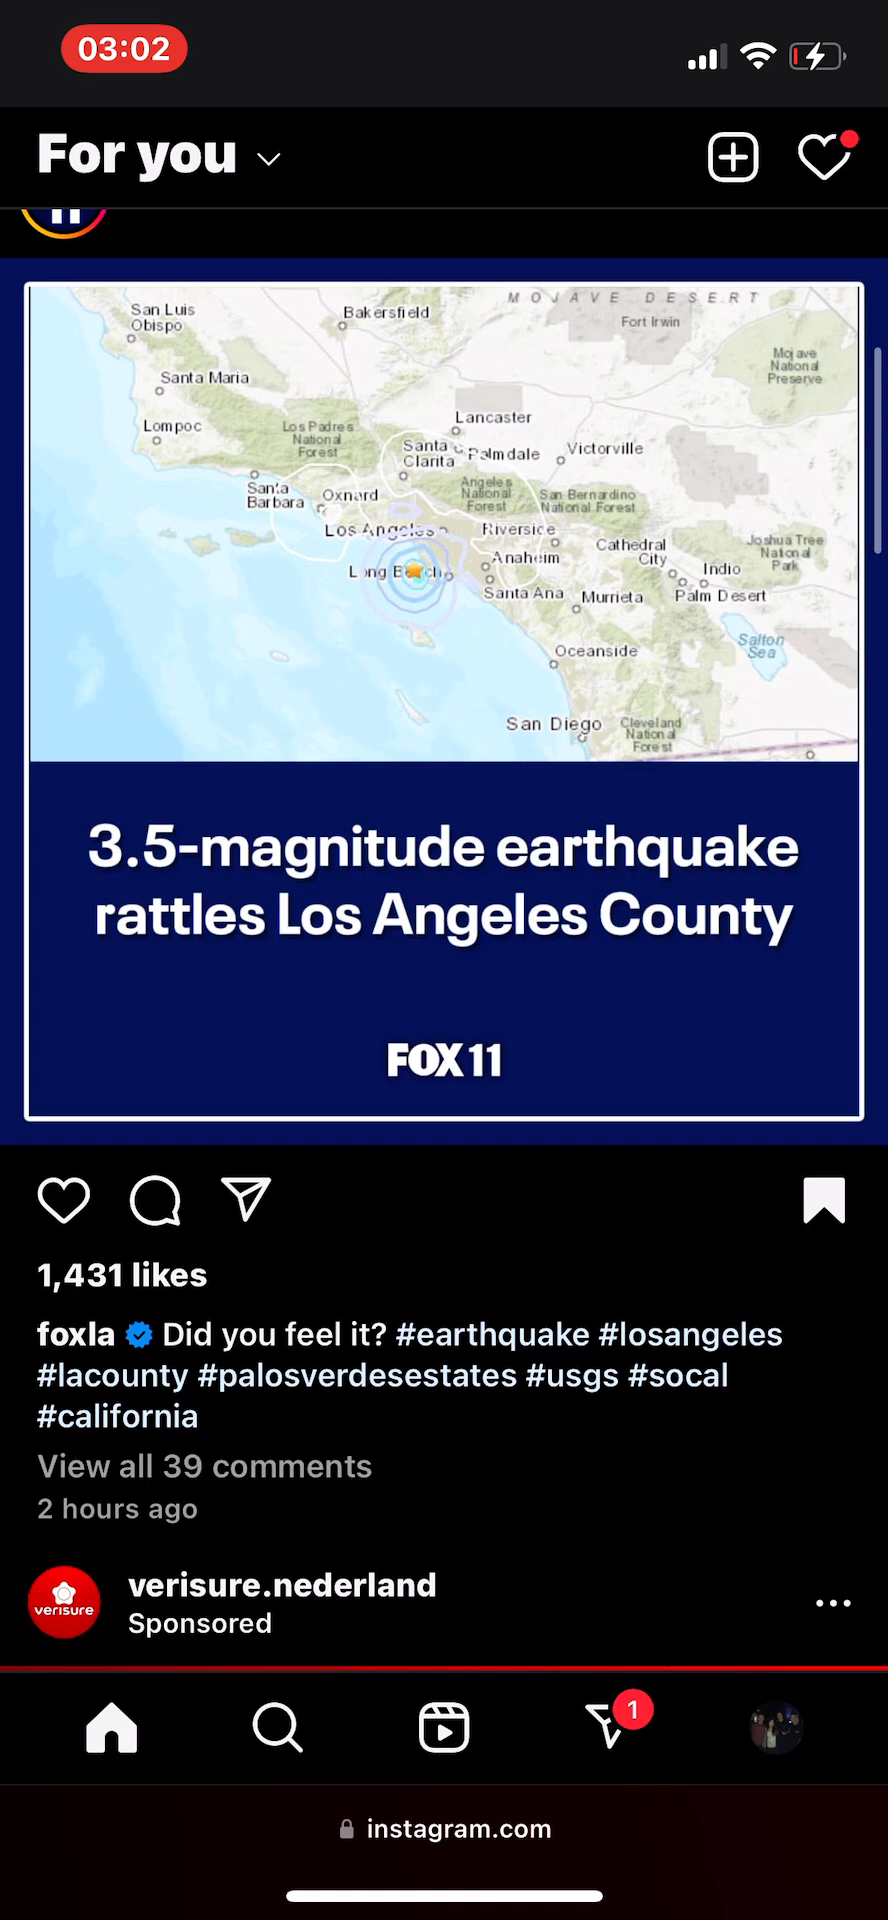 03:02
For you
MOJAVE DESERT
San Luis
Obispo
Bakersfield
Fort Irwin
Mojave
National
Preserve
Santa Maria
Lompoc
Los Padres
National
Forest
Lancaster
Santa
Clarita
Palmdale
Victorville
Santa
Barbara
Oxnard
Angeles
National
Forest
San Bernardino
National Forest
Los Angeles
Riverside
Long Beach
Anaheim
Cathedral
City
Joshua Tree
National
Park
Indio
Santa Ana
Murrieta
Palm Desert
Oceanside
Salton
Sea
San Diego
Cleveland
National
Forest
3.5-magnitude earthquake
rattles Los Angeles County
FOX 11
1,431 likes
foxla Did you feel it? #earthquake #losangeles
#lacounty #palosverdesestates #usgs #socal
#california
View all 39 comments
2 hours ago
verisure
verisure.nederland
Sponsored
1
instagram.com